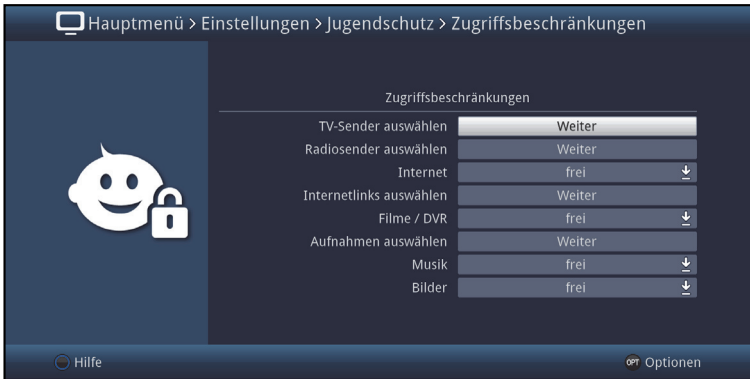 Hauptmenü > Einstellungen > Jugendschutz > Zugriffsbeschränkungen
Zugriffsbeschränkungen
TV-Sender auswählen Weiter
Radiosender auswählen Weiter
Internet frei
Internetlinks auswählen Weiter
Filme / DVR frei
Aufnahmen auswählen Weiter
Musik frei
Bilder frei
Hilfe OPT Optionen